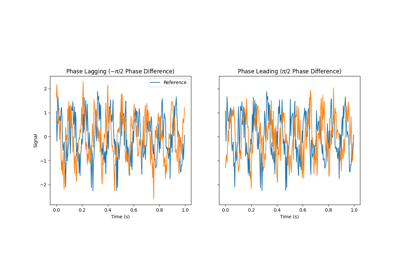 Phase Lagging (−π/2 Phase Difference)
Phase Leading (π/2 Phase Difference)
Reference
Signal
2
1
0
−1
−2
0.0 0.2 0.4 0.6 0.8 1.0
0.0 0.2 0.4 0.6 0.8 1.0
Time (s)
Time (s)